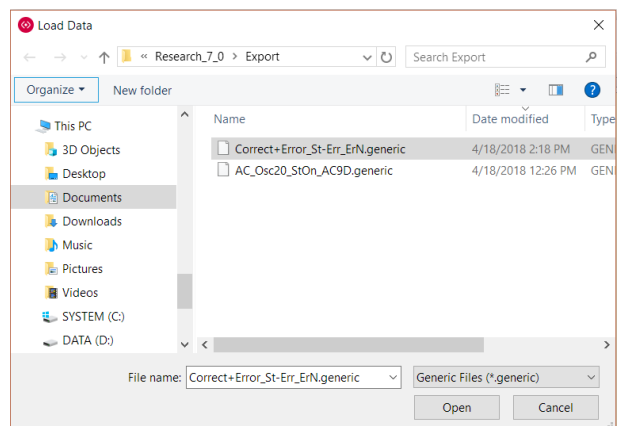 Load Data
« Research_7_0 > Export
Search Export
Organize
New folder
Name
Date modified
Type
This PC
3D Objects
Desktop
Documents
Downloads
Music
Pictures
Videos
SYSTEM (C:)
DATA (D:)
Correct+Error_St-Err_ErN.generic 4/18/2018 2:18 PM GENI
AC_Osc20_StOn_AC9D.generic 4/18/2018 12:26 PM GENI
File name: Correct+Error_St-Err_ErN.generic
Generic Files (*.generic)
Open
Cancel